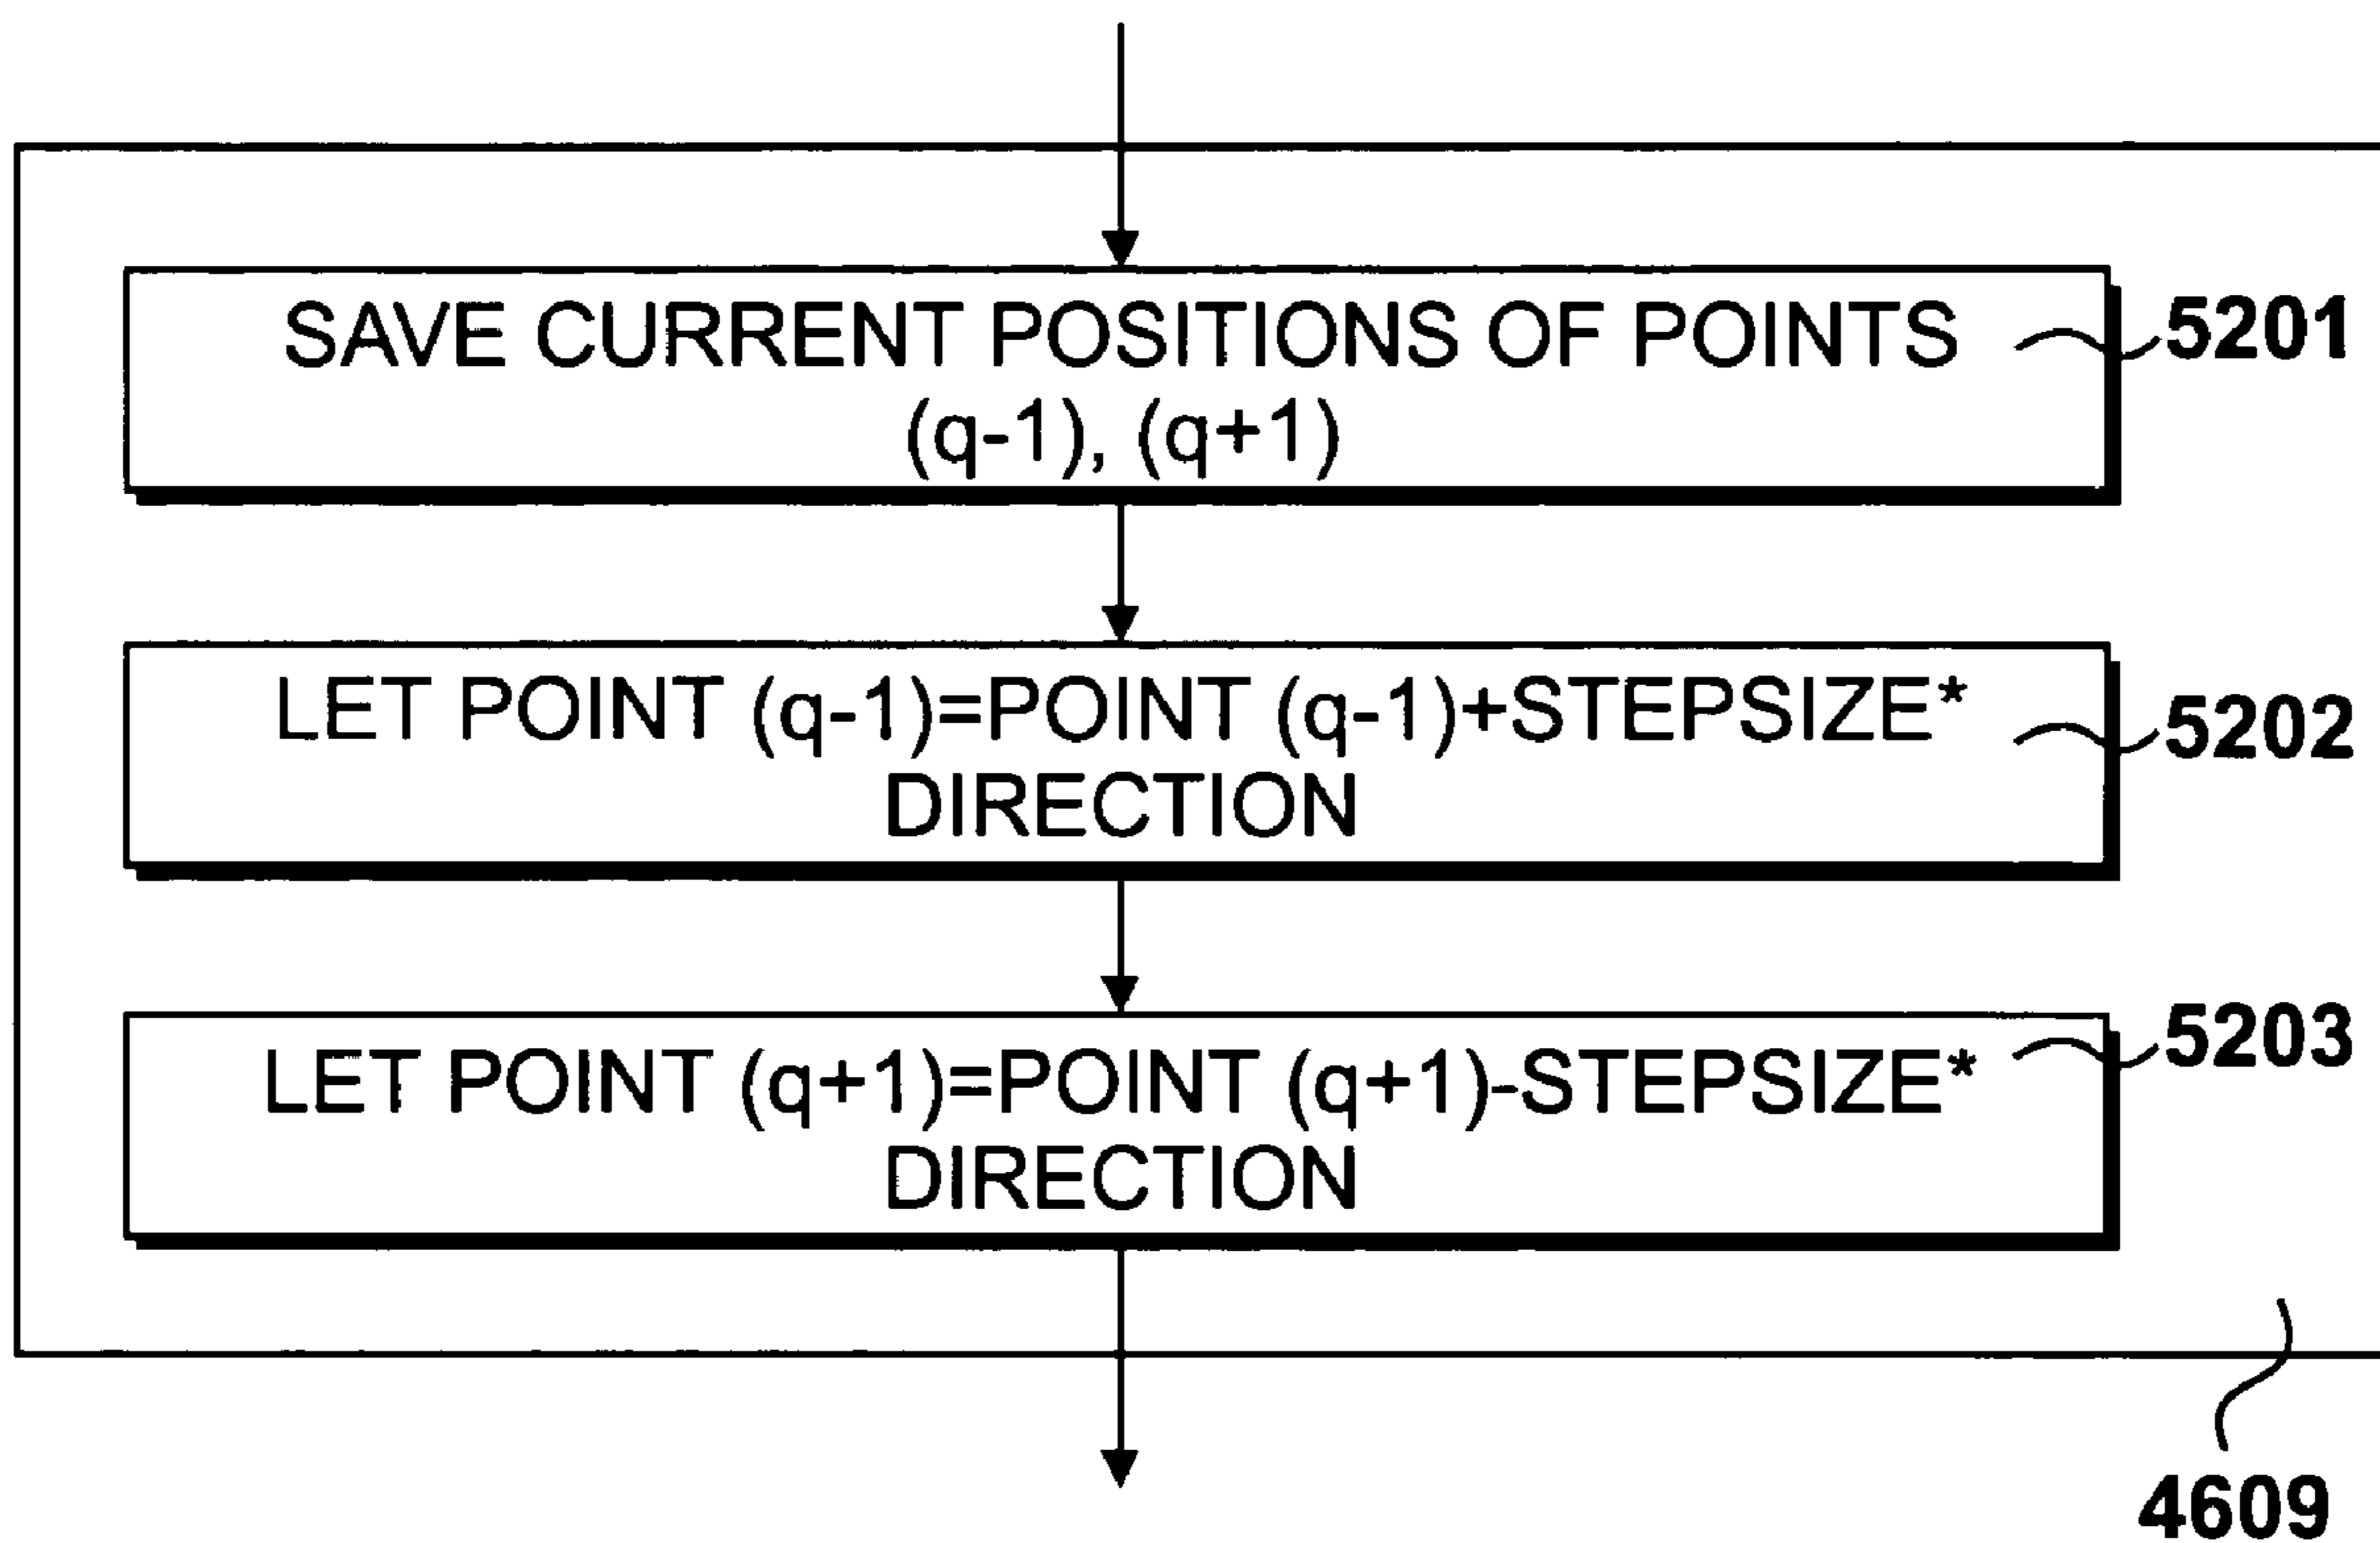 SAVE CURRENT POSITIONS OF POINTS
(q-1), (q+1)
5201
LET POINT (q-1)=POINT (q-1)+STEPSIZE*
DIRECTION
5202
LET POINT (q+1)=POINT (q+1)-STEPSIZE*
DIRECTION
5203
4609